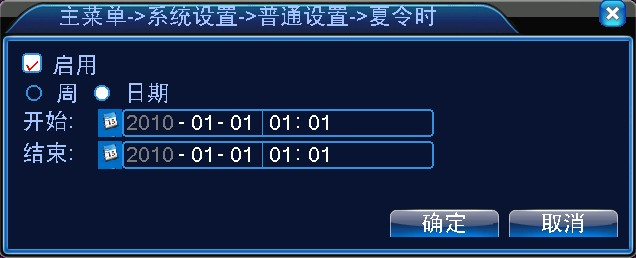 主菜单->系统设置->普通设置->夏令时
启用
周 日期
开始: 2010-01-01 01:01
结束: 2010-01-01 01:01
确定 取消